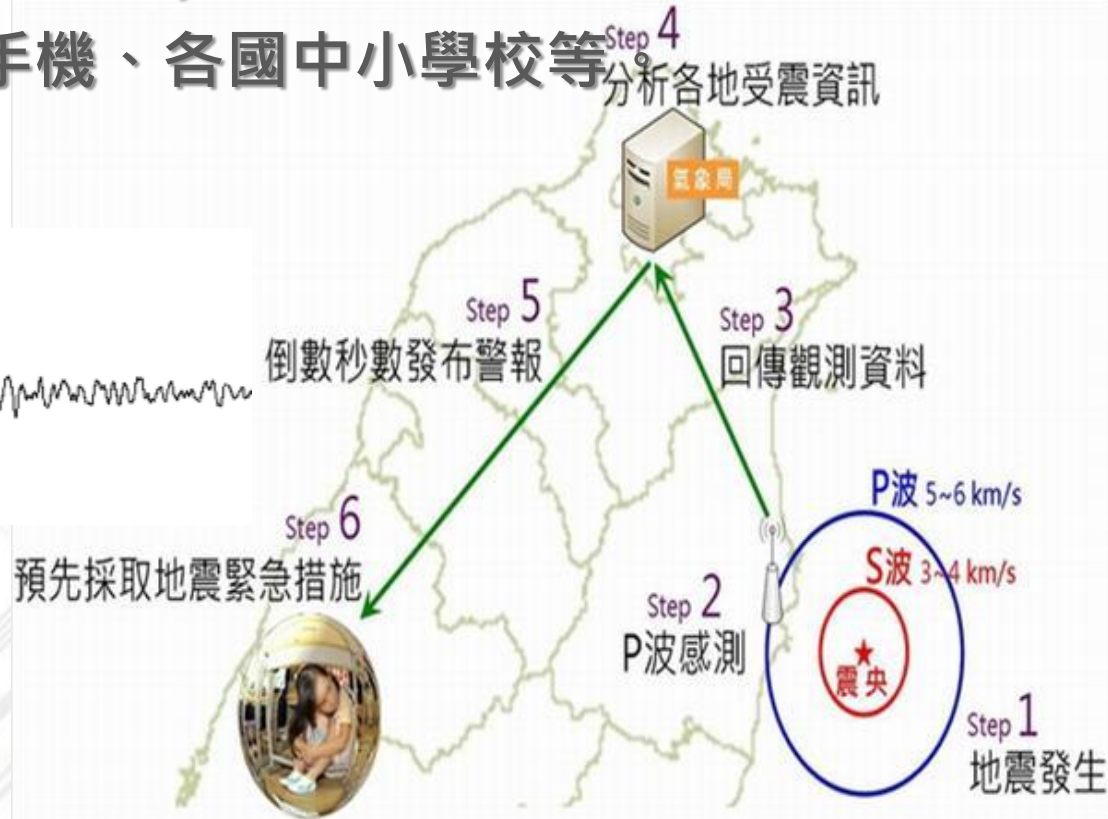 手機、各國中小學校等。
Step 4
分析各地受震資訊
氣象局
Step 5
倒數秒數發布警報
Step 3
回傳觀測資料
P波 5~6 km/s
S波 3~4 km/s
Step 6
預先採取地震緊急措施
Step 2
P波感測
震央
Step 1
地震發生